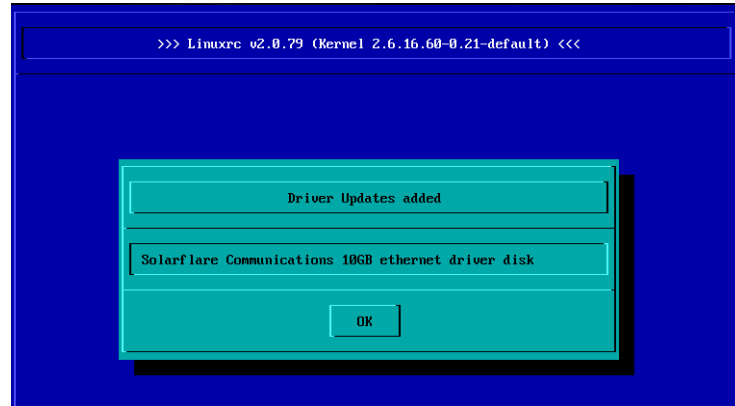 >>> Linuxrc v2.0.79 (Kernel 2.6.16.60-0.21-default) <<<
Driver Updates added
Solarflare Communications 10GB ethernet driver disk
OK